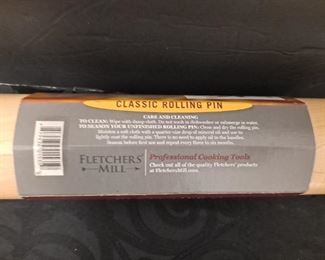 CLASSIC ROLLING PIN
CARE AND CLEANING
TO CLEAN: Wipe with damp cloth. Do not wash in dishwasher or submerge in water.
TO SEASON YOUR UNFINISHED ROLLING PIN: Clean and dry the rolling pin.
Moisten a soft cloth with a quarter size drop of mineral oil and use to
lightly coat the rolling pin. There is no need to apply oil to the handles.
Season before first use and repeat every three to six months.
FLETCHERS'
MILL
Professional Cooking Tools
Check out all of the quality Fletchers' products
at FletchersMill.com.